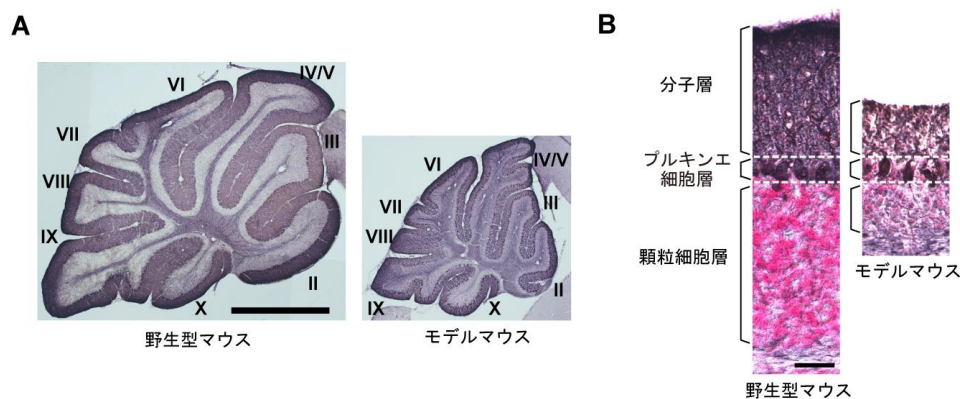 A
VI
IV/V
VII
III
VIII
IX
II
X
野生型マウス
VI
IV/V
VII
III
VIII
II
IX
X
モデルマウス
B
分子層
プルキンエ
細胞層
顆粒細胞層
野生型マウス
モデルマウス